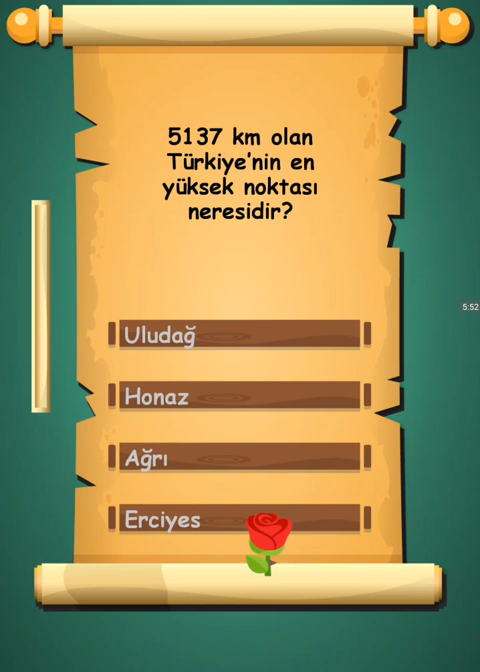 5137 km olan
Türkiye'nin en
yüksek noktası
neresidir?
5:52
Uludağ
Honaz
Ağrı
Erciyes